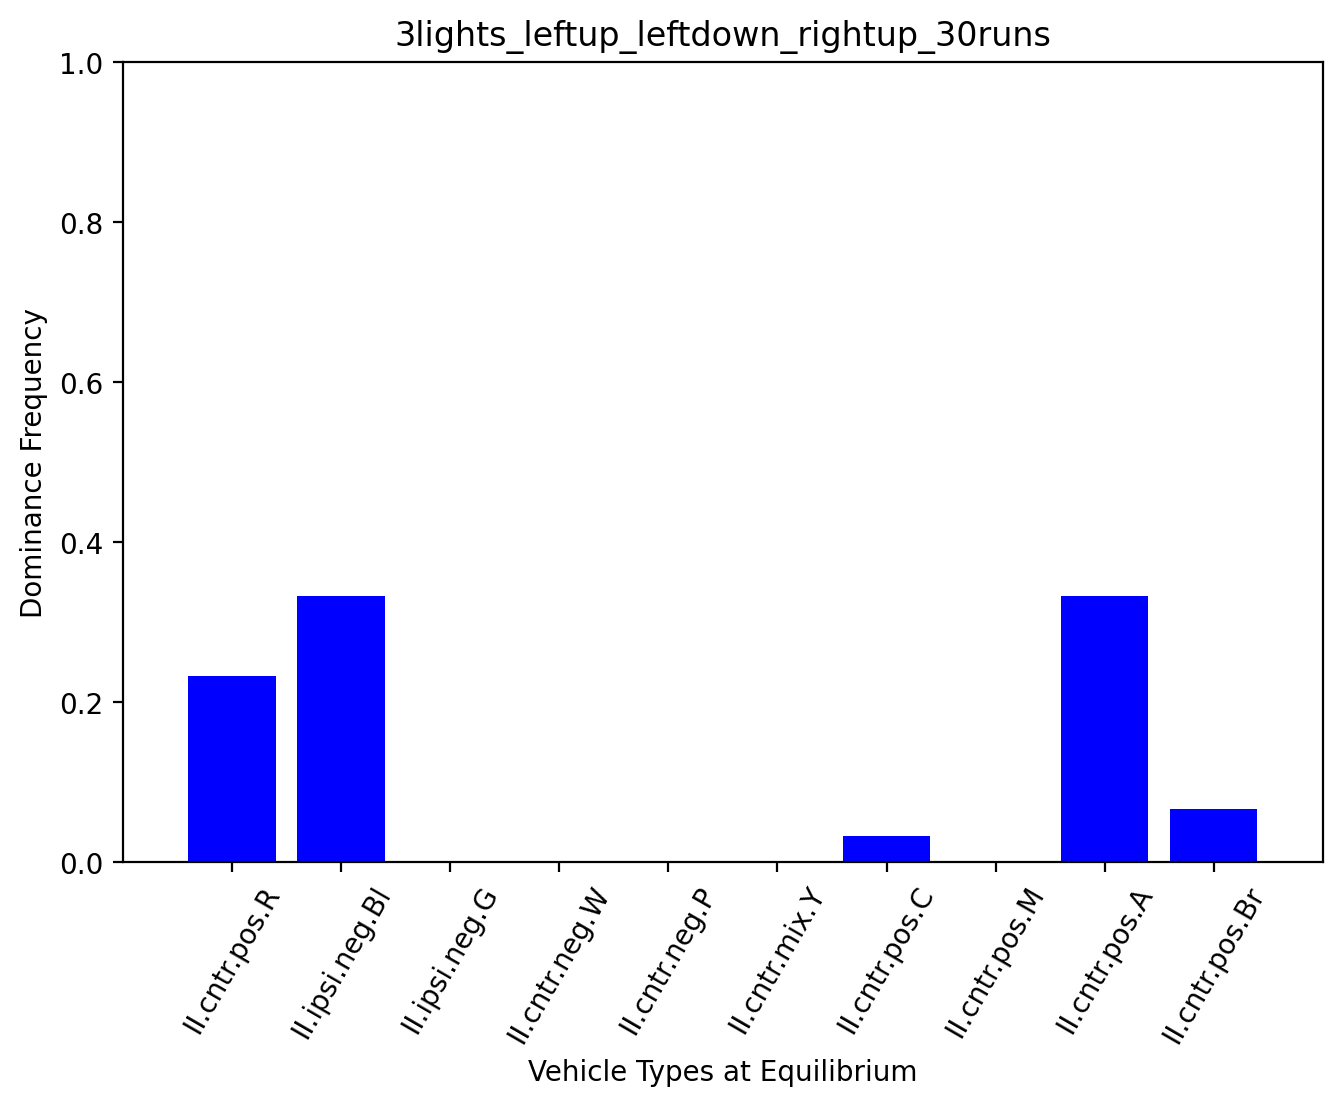 3lights_leftup_leftdown_rightup_30runs
1.0
0.8
0.6
0.4
0.2
0.0
Dominance Frequency
II.cntr.pos.R
II.ipsi.neg.Bl
II.ipsi.neg.G
II.cntr.neg.W
II.cntr.neg.P
II.cntr.mix.Y
II.cntr.pos.C
II.cntr.pos.M
II.cntr.pos.A
II.cntr.pos.Br
Vehicle Types at Equilibrium